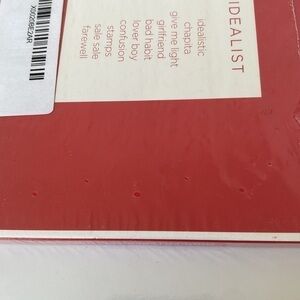 IDEALIST
idealistic
chapita
give me light
girlfriend
bad habit
lover boy
confusion
stamps
sale sale
farewell